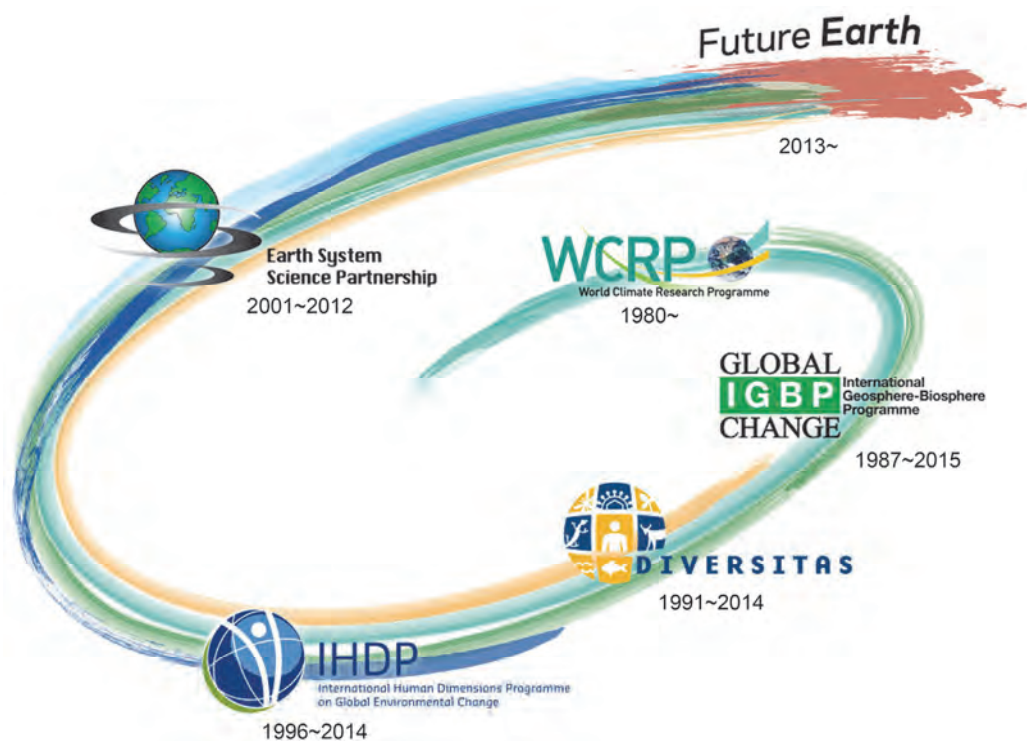 Future Earth
2013~
Earth System
Science Partnership
2001~2012
WCRP
World Climate Research Programme
1980~
GLOBAL
IGBP
CHANGE
International
Geosphere-Biosphere
Programme
1987~2015
DIVERSITAS
1991~2014
IHDP
International Human Dimensions Programme
on Global Environmental Change
1996~2014